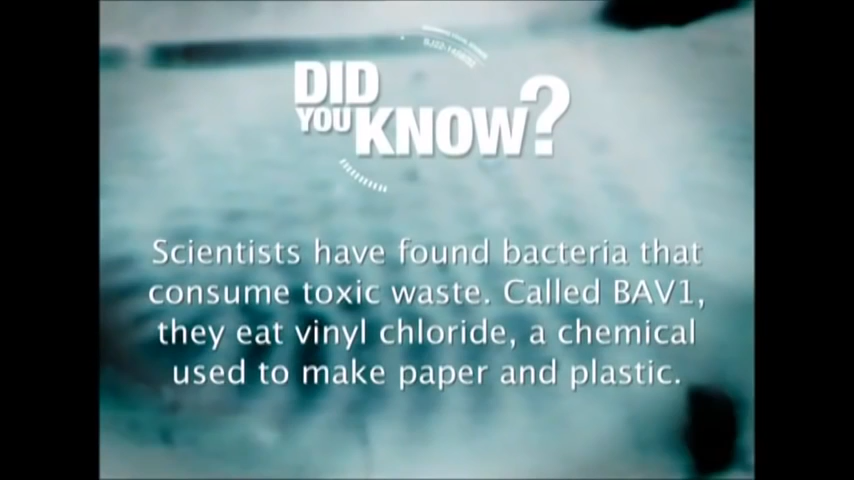 DID
YOU KNOW?
Scientists have found bacteria that
consume toxic waste. Called BAV1,
they eat vinyl chloride, a chemical
used to make paper and plastic.